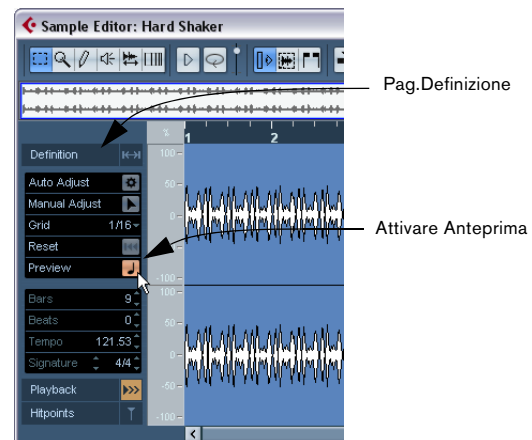 Sample Editor: Hard Shaker
Pag.Definizione
%
1
2
Definition
100
Auto Adjust
50
Manual Adjust
Grid 1/16
0
Attivare Anteprima
Reset
Preview
-100
Bars 9
100
Beats 0
50
Tempo 121.53
Signature 4/4
0
Playback
-50
Hitpoints
-100